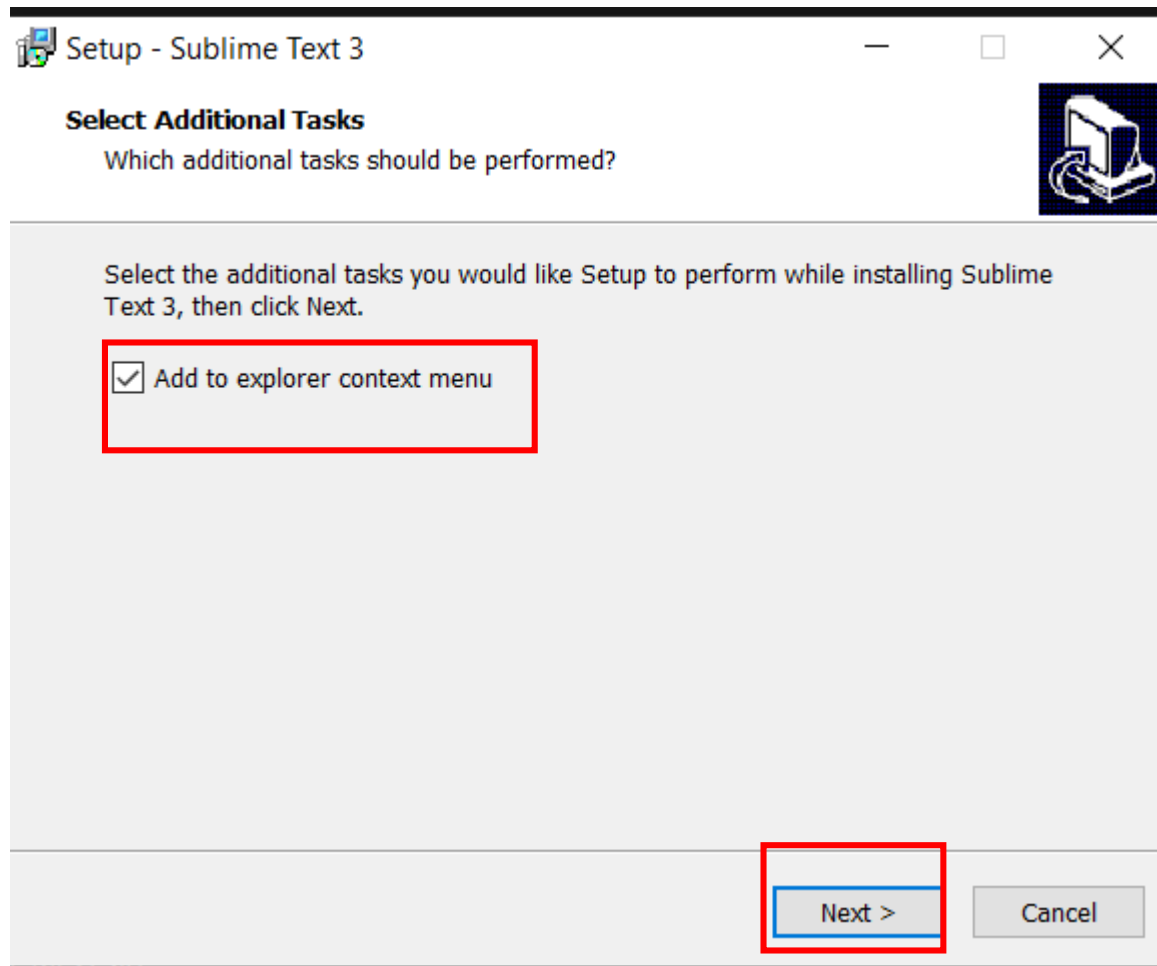 Setup - Sublime Text 3
Select Additional Tasks
Which additional tasks should be performed?
Select the additional tasks you would like Setup to perform while installing Sublime
Text 3, then click Next.
Add to explorer context menu
Next >
Cancel